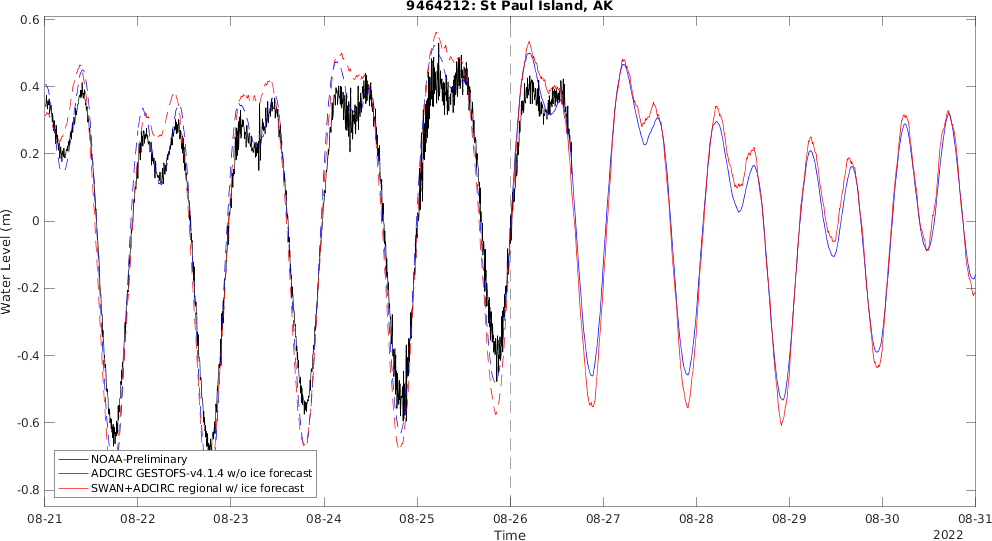 9464212: St Paul Island, AK
0.6
0.4
0.2
0
-0.2
-0.4
-0.6
-0.8
Water Level (m)
NOAA-Preliminary
ADCIRC GESTOFS-v4.1.4 w/o ice forecast
SWAN+ADCIRC regional w/ ice forecast
08-21 08-22 08-23 08-24 08-25 08-26 08-27 08-28 08-29 08-30 08-31
Time
2022